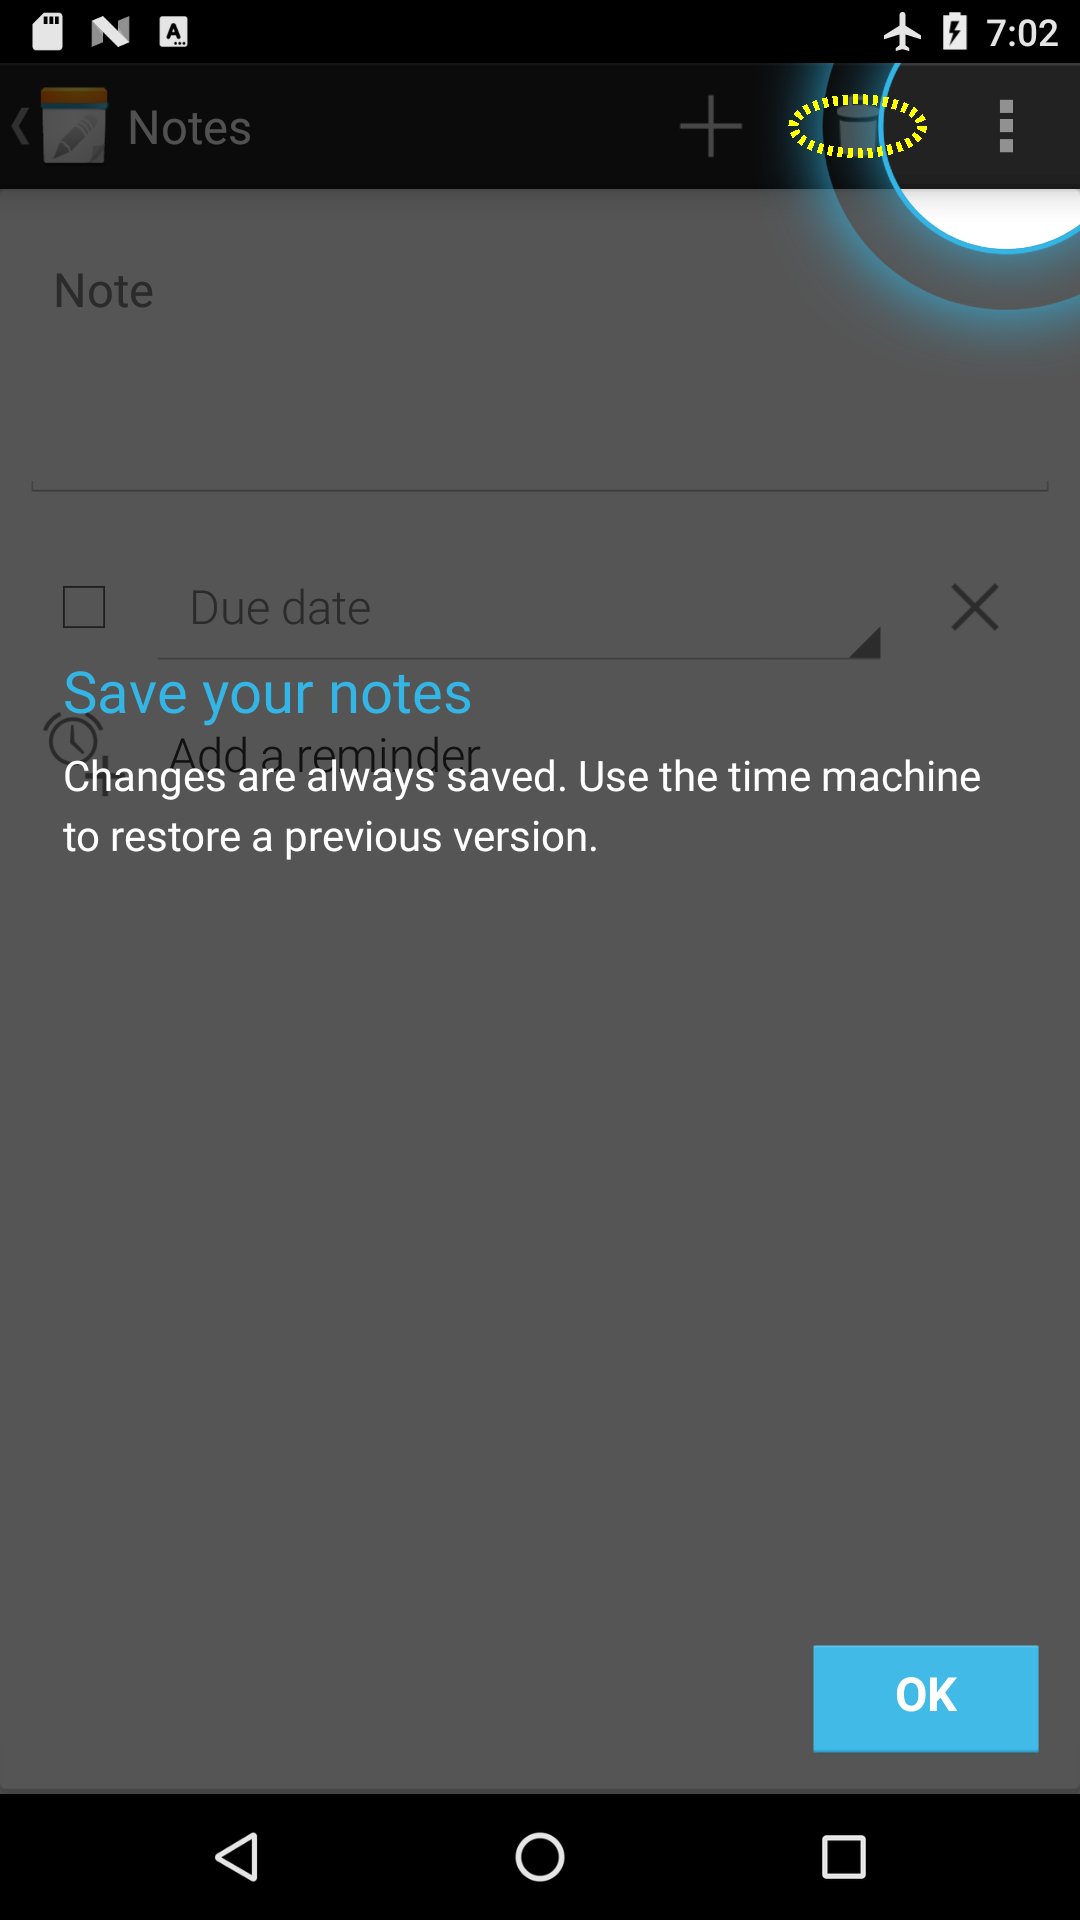 7:02
Notes
Note
Due date
Save your notes
Add a reminder
Changes are always saved. Use the time machine
to restore a previous version.
OK